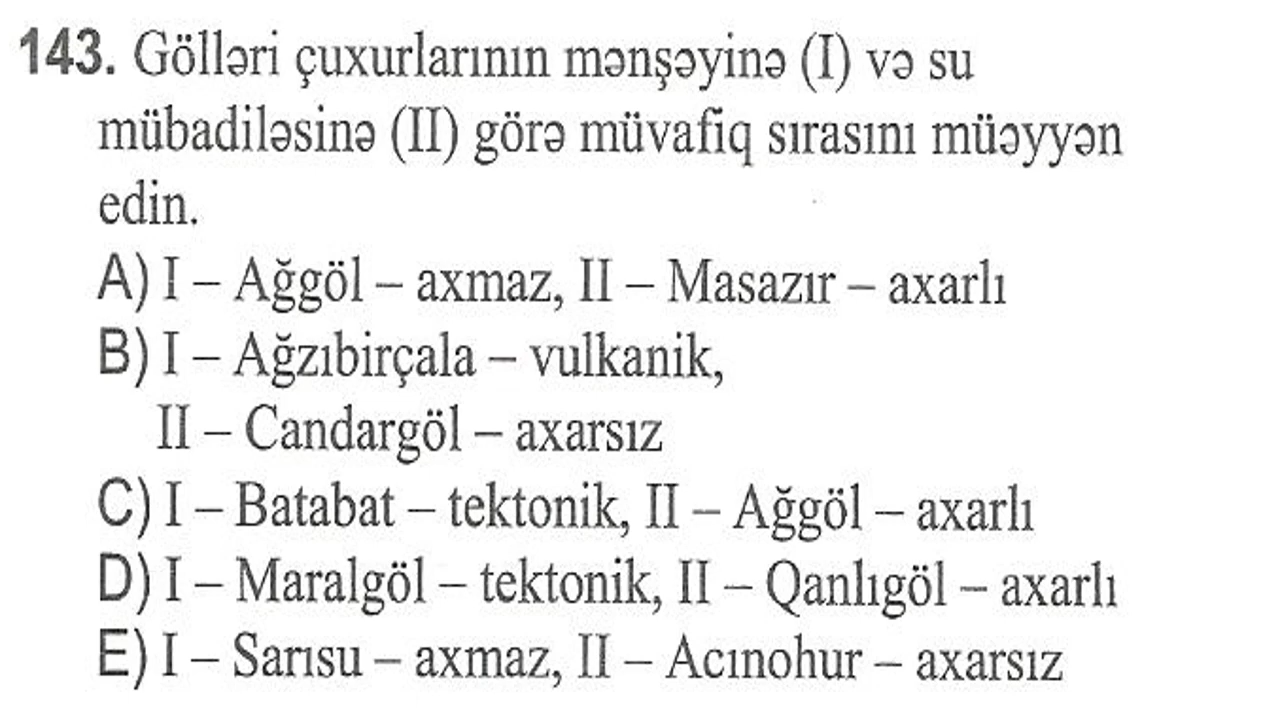 143. Gölləri çuxurlarının mənşəyinə (I) və su
mübadiləsinə (II) görə müvafiq sırasını müəyyən
edin.
A) I – Ağgöl – axmaz, II – Masazır – axarlı
B) I – Ağzıbirçala – vulkanik,
II – Candargöl – axarsız
C) I – Batabat – tektonik, II – Ağgöl – axarlı
D) I – Maralgöl – tektonik, II – Qanlıgöl – axarlı
E) I – Sarısu – axmaz, II – Acınohur – axarsız